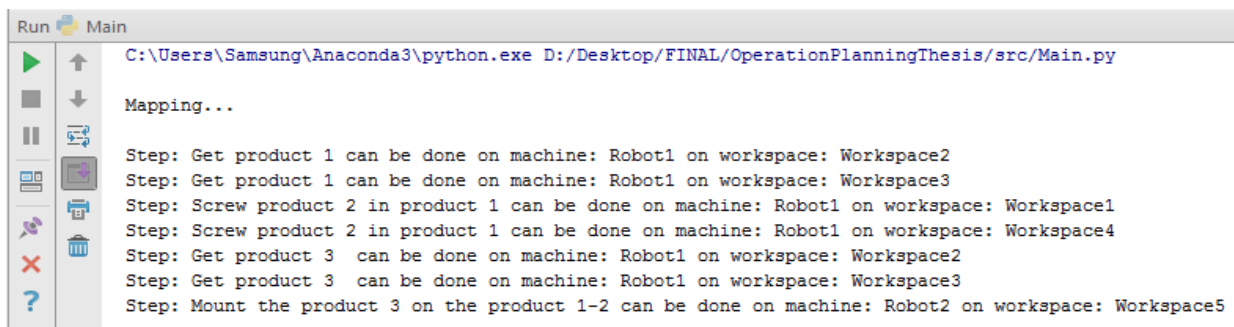 Run Main
C:\Users\Samsung\Anaconda3\python.exe D:/Desktop/FINAL/OperationPlanningThesis/src/Main.py
Mapping...
Step: Get product 1 can be done on machine: Robot1 on workspace: Workspace2
Step: Get product 1 can be done on machine: Robot1 on workspace: Workspace3
Step: Screw product 2 in product 1 can be done on machine: Robot1 on workspace: Workspace1
Step: Screw product 2 in product 1 can be done on machine: Robot1 on workspace: Workspace4
Step: Get product 3  can be done on machine: Robot1 on workspace: Workspace2
Step: Get product 3  can be done on machine: Robot1 on workspace: Workspace3
Step: Mount the product 3 on the product 1-2 can be done on machine: Robot2 on workspace: Workspace5